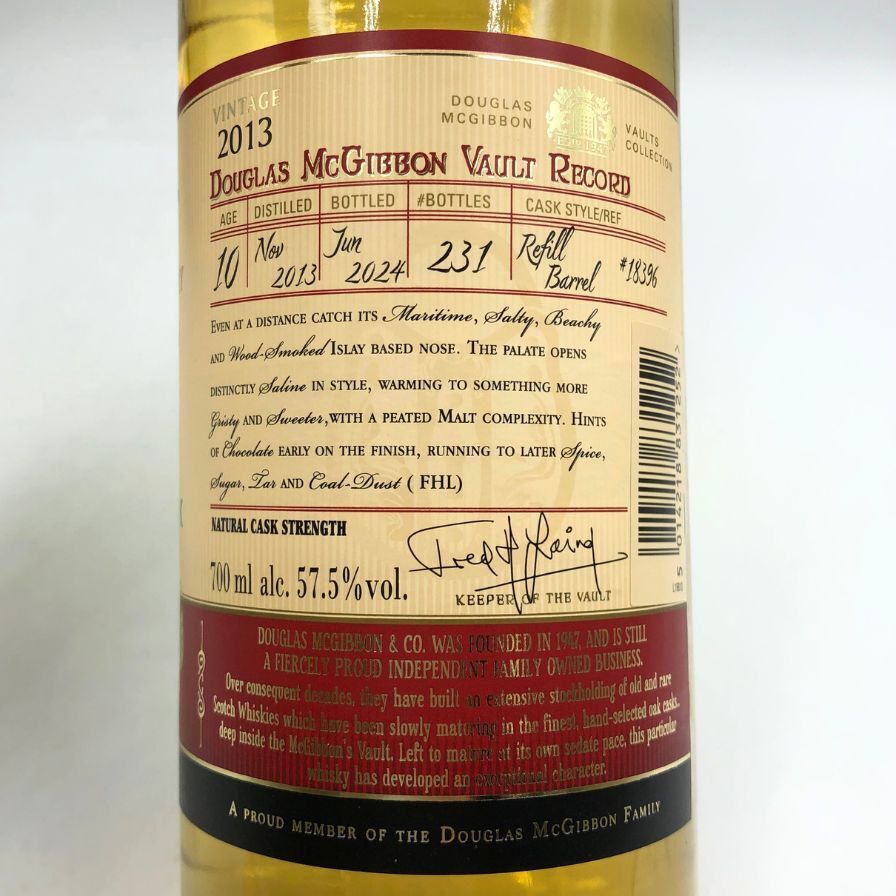 VINTAGE
2013
DOUGLAS
MCGIBBON
ESTD 1947
VAULTS
COLLECTION
DOUGLAS MCGIBBON VAULT RECORD
AGE DISTILLED BOTTLED #BOTTLES CASK STYLE/REF
10 Nov 2013 Jun 2024 231 Refill Barrel #18396
EVEN AT A DISTANCE CATCH ITS Maritime, Salty, Beachy
AND Wood-Smoked ISLAY BASED NOSE. THE PALATE OPENS
DISTINCTLY Saline IN STYLE, WARMING TO SOMETHING MORE
Gristy AND Sweeter, WITH A PEATED MALT COMPLEXITY. HINTS
OF Chocolate EARLY ON THE FINISH, RUNNING TO LATER Spice,
Sugar, Tar AND Coal-Dust ( FHL)
NATURAL CASK STRENGTH
700 ml alc. 57.5%vol.
Fred H Laing
KEEPER OF THE VAULT
DOUGLAS MCGIBBON & CO. WAS FOUNDED IN 1947, AND IS STILL
A FIERCELY PROUD INDEPENDENT FAMILY OWNED BUSINESS.
Over consequent decades, they have built an extensive stockholding of old and rare
Scotch Whiskies which have been slowly maturing in the finest, hand-selected oak casks..
deep inside the McGibbon's Vault. Left to mature at its own sedate pace, this particular
whisky has developed an exceptional character.
A PROUD MEMBER OF THE DOUGLAS MCGIBBON FAMILY